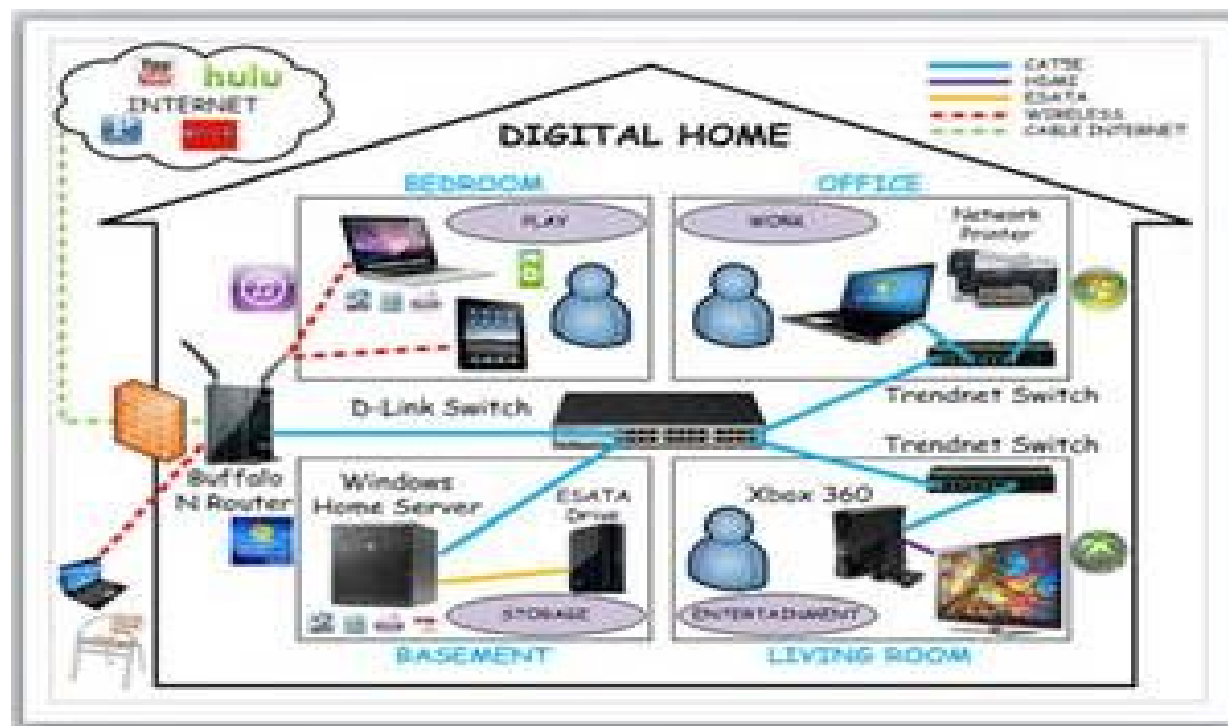 You
hulu
INTERNET
CAT5E
HDMI
ESATA
WIRELESS
CABLE INTERNET
DIGITAL HOME
BEDROOM
OFFICE
PLAY
WORK
Network
Printer
D-Link Switch
Trendnet Switch
Trendnet Switch
Buffalo
N Router
Windows
Home Server
ESATA
Drive
Xbox 360
STORAGE
ENTERTAINMENT
BASEMENT
LIVING ROOM